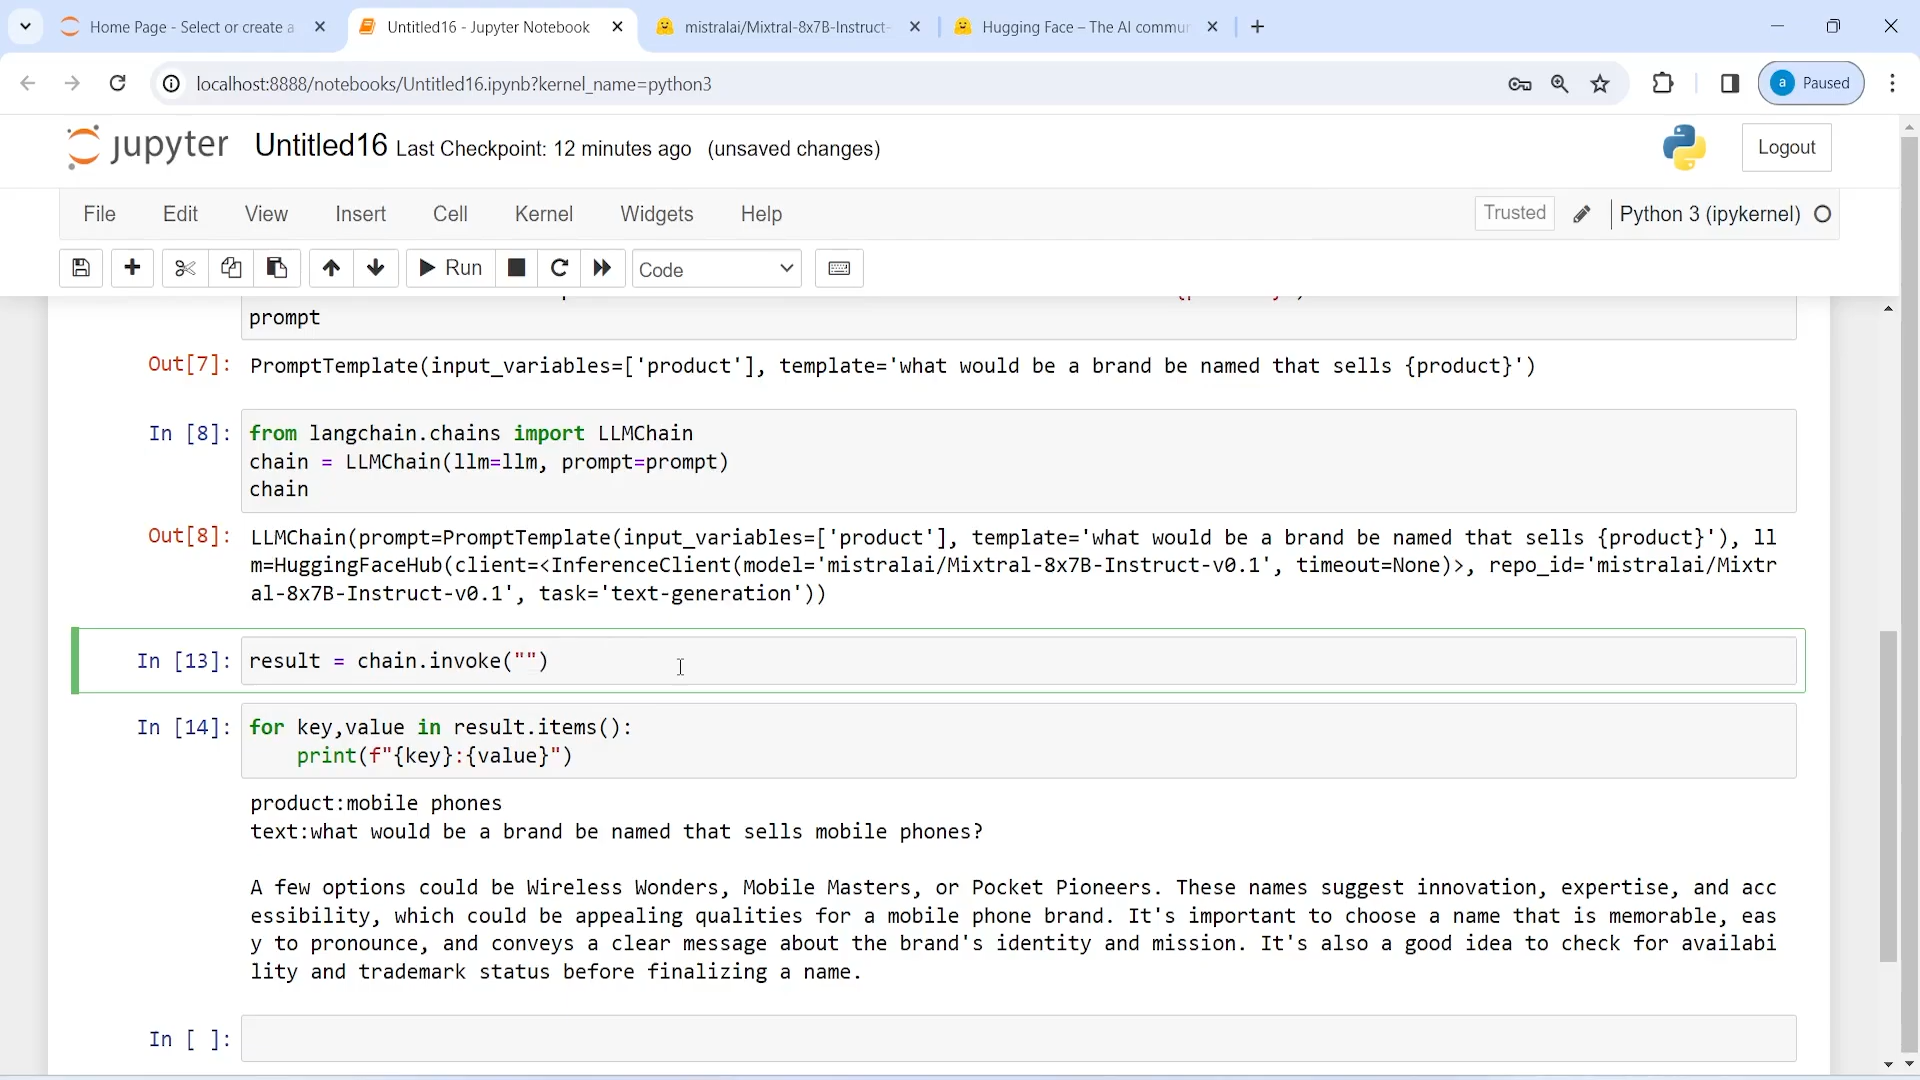 Home Page - Select or create a
Untitled16 - Jupyter Notebook
mistralai/Mixtral-8x7B-Instruct-
Hugging Face – The AI commun
localhost:8888/notebooks/Untitled16.ipynb?kernel_name=python3
a Paused
jupyter Untitled16 Last Checkpoint: 12 minutes ago (unsaved changes)
Logout
File Edit View Insert Cell Kernel Widgets Help
Trusted
Python 3 (ipykernel)
Run
Code
prompt
Out[7]: PromptTemplate(input_variables=['product'], template='what would be a brand be named that sells {product}')
In [8]: from langchain.chains import LLMChain
chain = LLMChain(llm=llm, prompt=prompt)
chain
Out[8]: LLMChain(prompt=PromptTemplate(input_variables=['product'], template='what would be a brand be named that sells {product}'), ll
m=HuggingFaceHub(client=<InferenceClient(model='mistralai/Mixtral-8x7B-Instruct-v0.1', timeout=None)>, repo_id='mistralai/Mixtr
al-8x7B-Instruct-v0.1', task='text-generation'))
In [13]: result = chain.invoke("")
In [14]: for key,value in result.items():
print(f"{key}:{value}")
product:mobile phones
text:what would be a brand be named that sells mobile phones?
A few options could be Wireless Wonders, Mobile Masters, or Pocket Pioneers. These names suggest innovation, expertise, and acc
essibility, which could be appealing qualities for a mobile phone brand. It's important to choose a name that is memorable, eas
y to pronounce, and conveys a clear message about the brand's identity and mission. It's also a good idea to check for availabi
lity and trademark status before finalizing a name.
In [ ]: